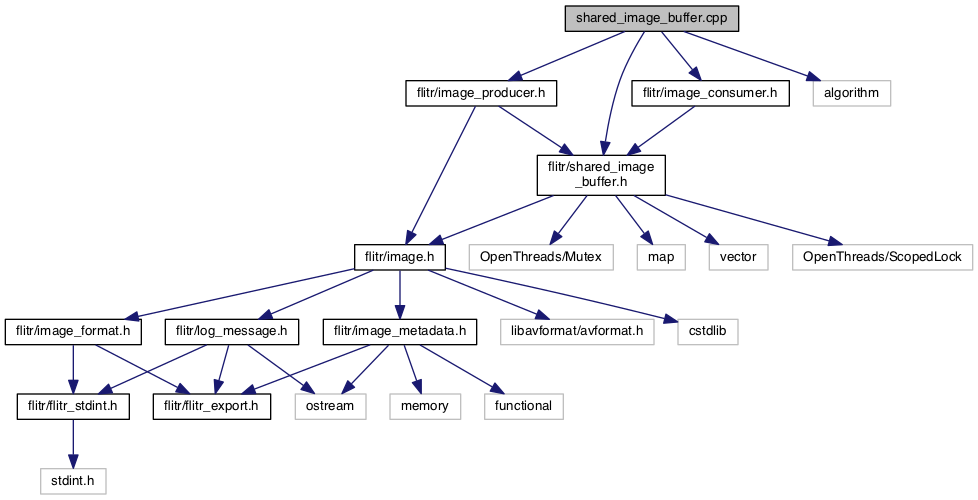 shared_image_buffer.cpp
flitr/image_producer.h
flitr/image_consumer.h
algorithm
flitr/shared_image
_buffer.h
flitr/image.h
OpenThreads/Mutex
map
vector
OpenThreads/ScopedLock
flitr/image_format.h
flitr/log_message.h
flitr/image_metadata.h
libavformat/avformat.h
cstdlib
flitr/flitr_stdint.h
flitr/flitr_export.h
ostream
memory
functional
stdint.h